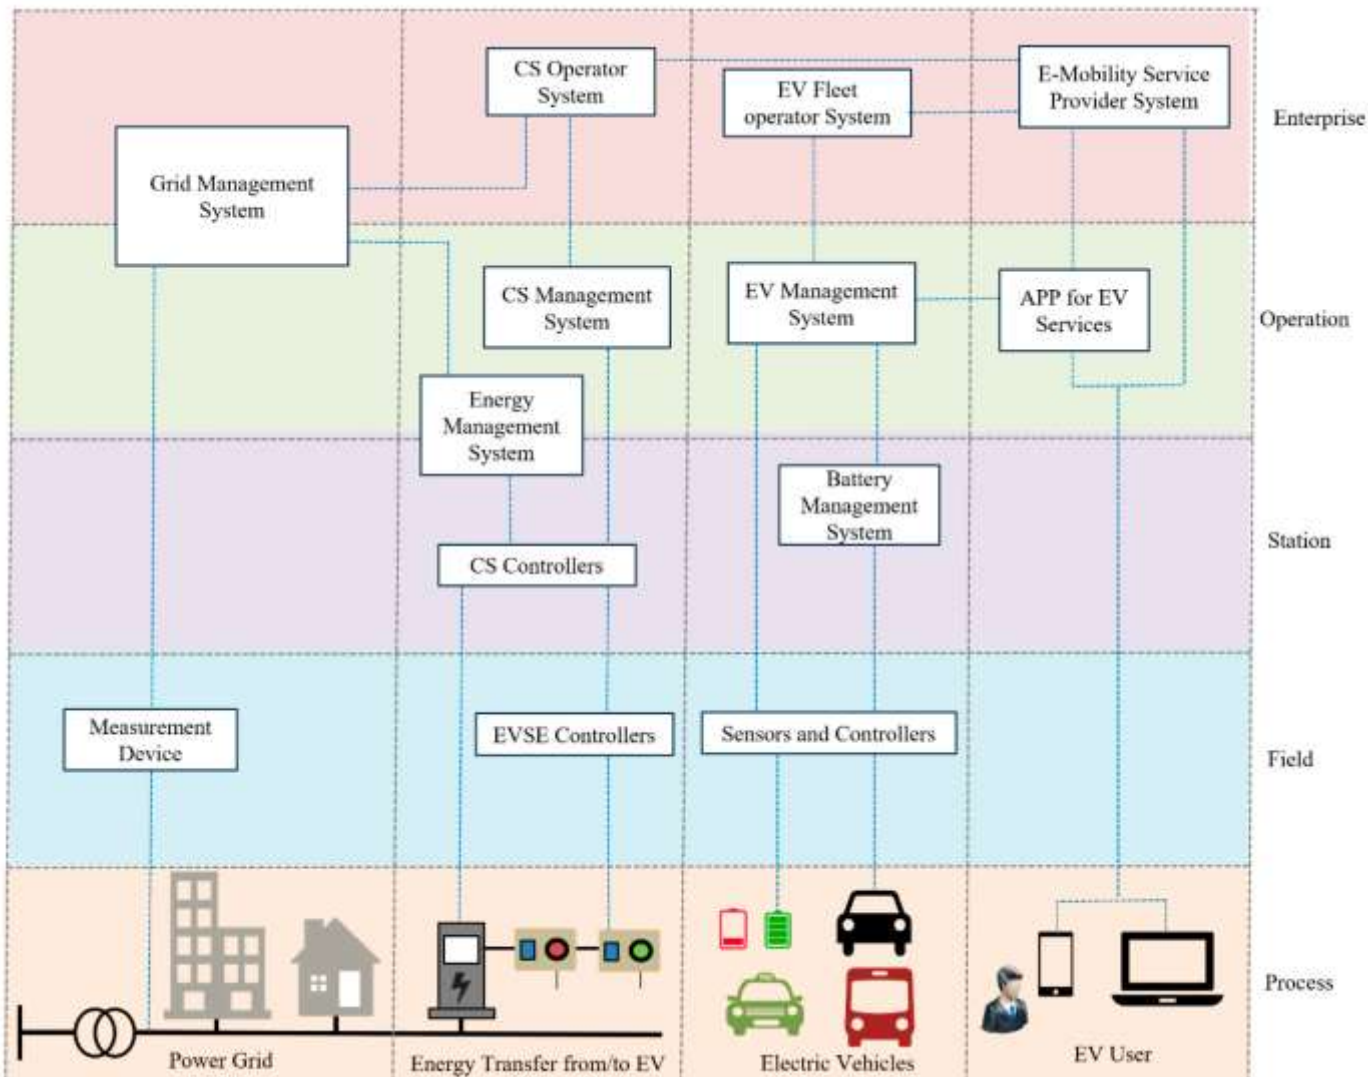 CS Operator
System
EV Fleet
operator System
E-Mobility Service
Provider System
Enterprise
Grid Management
System
CS Management
System
EV Management
System
APP for EV
Services
Operation
Energy
Management
System
Battery
Management
System
CS Controllers
Station
Measurement
Device
EVSE Controllers
Sensors and Controllers
Field
Process
Power Grid
Energy Transfer from/to EV
Electric Vehicles
EV User